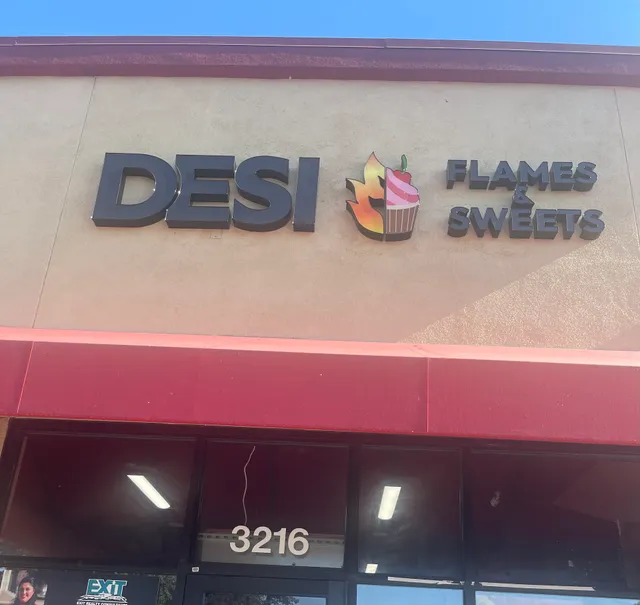 DESI
FLAMES
&
SWEETS
3216
EXIT